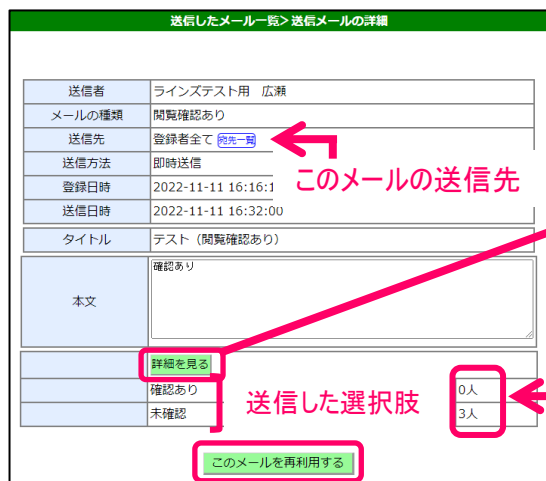 送信したメール一覧>送信メールの詳細
送信者 ラインズテスト用 広瀬
メールの種類 閲覧確認あり
送信先 登録者全て 宛先一覧
送信方法 即時送信
登録日時 2022-11-11 16:16:1
送信日時 2022-11-11 16:32:00
このメールの送信先
タイトル テスト（閲覧確認あり）
本文 確認あり
詳細を見る
確認あり 0人
未確認 3人
送信した選択肢
このメールを再利用する